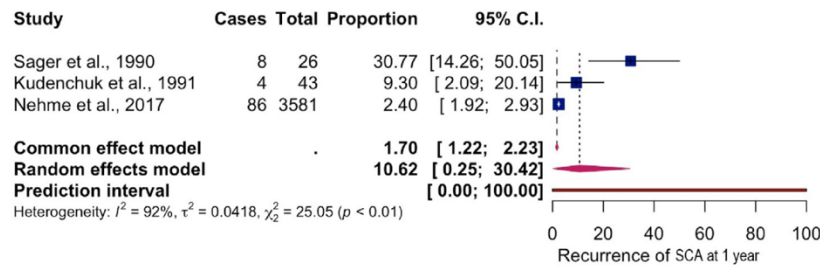 Study Cases Total Proportion 95% C.I.
Sager et al., 1990 8 26 30.77 [14.26; 50.05]
Kudenchuk et al., 1991 4 43 9.30 [ 2.09; 20.14]
Nehme et al., 2017 86 3581 2.40 [ 1.92; 2.93]
Common effect model . 1.70 [ 1.22; 2.23]
Random effects model 10.62 [ 0.25; 30.42]
Prediction interval [ 0.00; 100.00]
Heterogeneity: I² = 92%, τ² = 0.0418, χ²₂ = 25.05 (p < 0.01)
0 20 40 60 80 100
Recurrence of SCA at 1 year